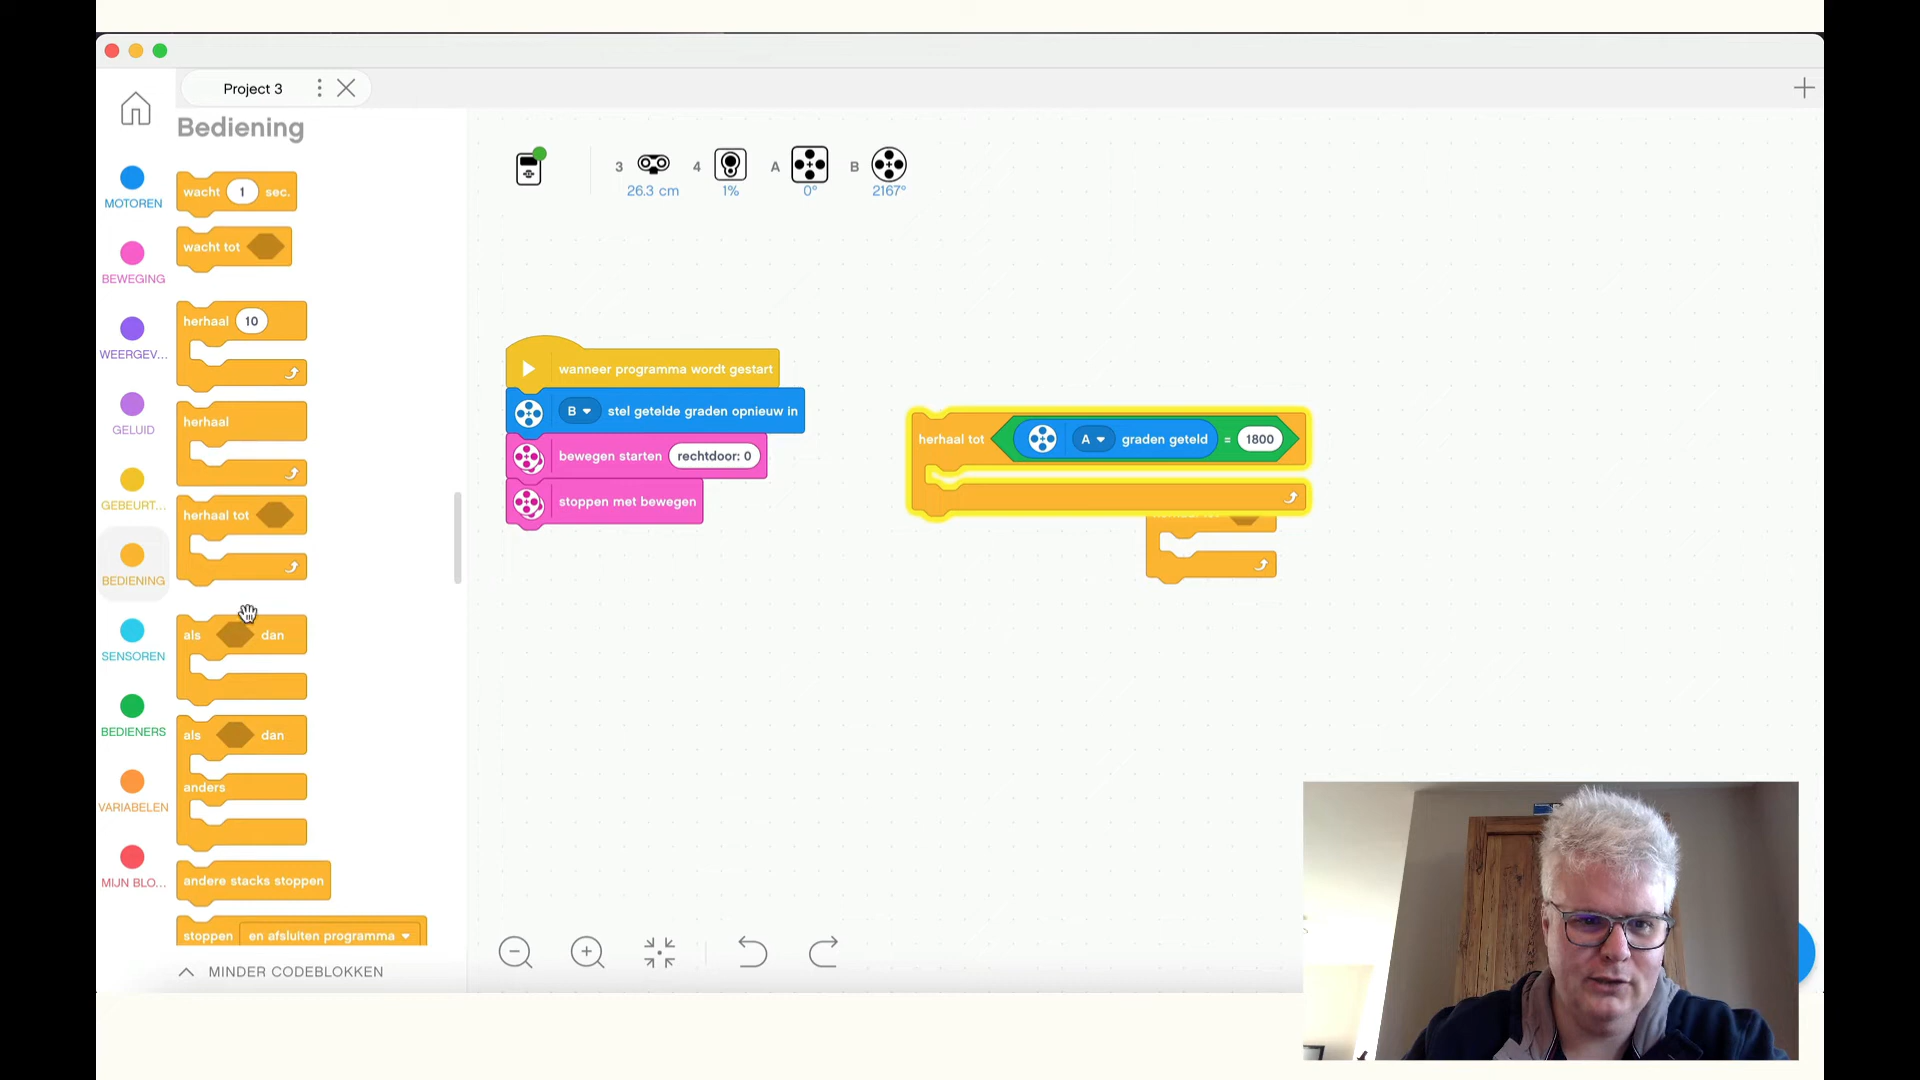 Project 3
Bediening
MOTOREN
BEWEGING
WEERGEV...
GELUID
GEBEURT...
BEDIENING
SENSOREN
BEDIENERS
VARIABELEN
MIJN BLO...
wacht 1 sec.
wacht tot
herhaal 10
herhaal
herhaal tot
als dan
als dan
anders
andere stacks stoppen
stoppen en afsluiten programma
MINDER CODEBLOKKEN
3 4 A B
26.3 cm 1% 0° 2167°
wanneer programma wordt gestart
B stel getelde graden opnieuw in
bewegen starten rechtdoor: 0
stoppen met bewegen
herhaal tot A graden geteld = 1800